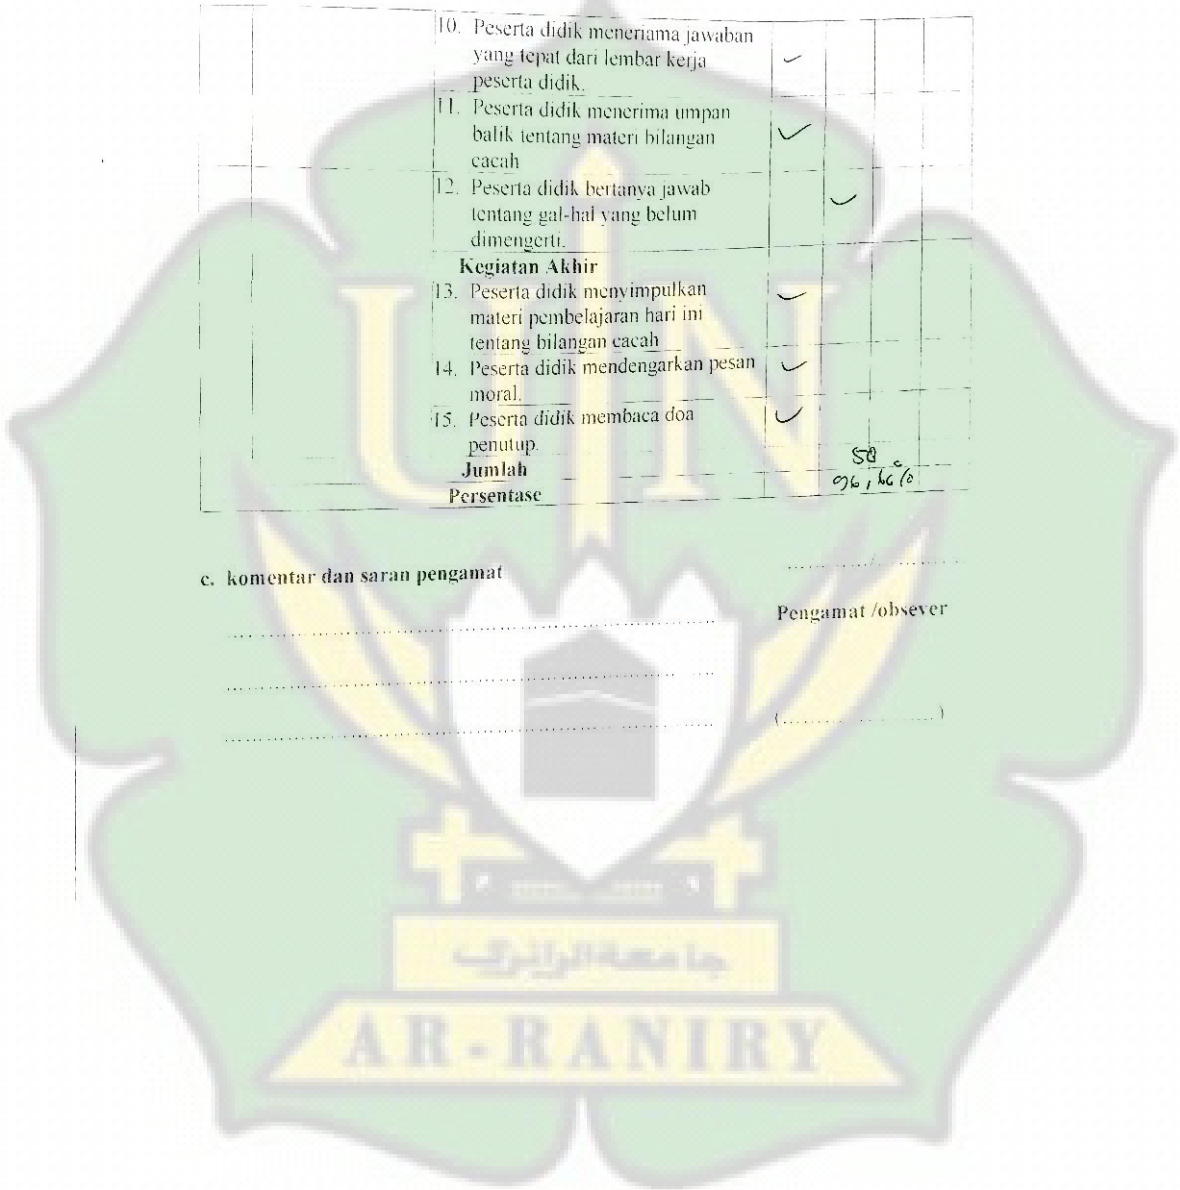 10. Peserta didik meneriama jawaban
yang tepat dari lembar kerja
peserta didik.
11. Peserta didik menerima umpan
balik tentang materi bilangan
cacah
12. Peserta didik bertanya jawab
tentang gal-hal yang belum
dimengerti.
Kegiatan Akhir
13. Peserta didik menyimpulkan
materi pembelajaran hari ini
tentang bilangan cacah
14. Peserta didik mendengarkan pesan
moral.
15. Peserta didik membaca doa
penutup.
Jumlah 58
Persentase 96,66%
c. komentar dan saran pengamat
Pengamat /obsever
(......................)
UIN
جامعة الرانري
AR-RANIRY